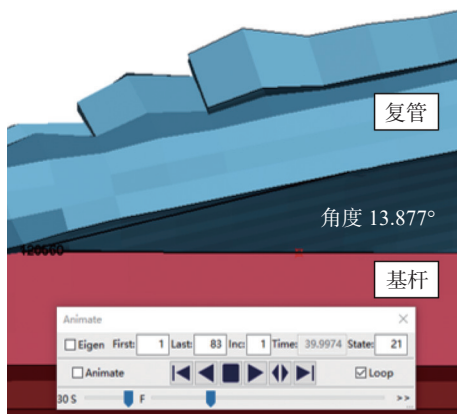 复管
角度 13.877°
120560
基杆
Animate
Eigen First: 1 Last: 83 Inc: 1 Time: 39.9974 State: 21
Animate Loop
30 S F >>